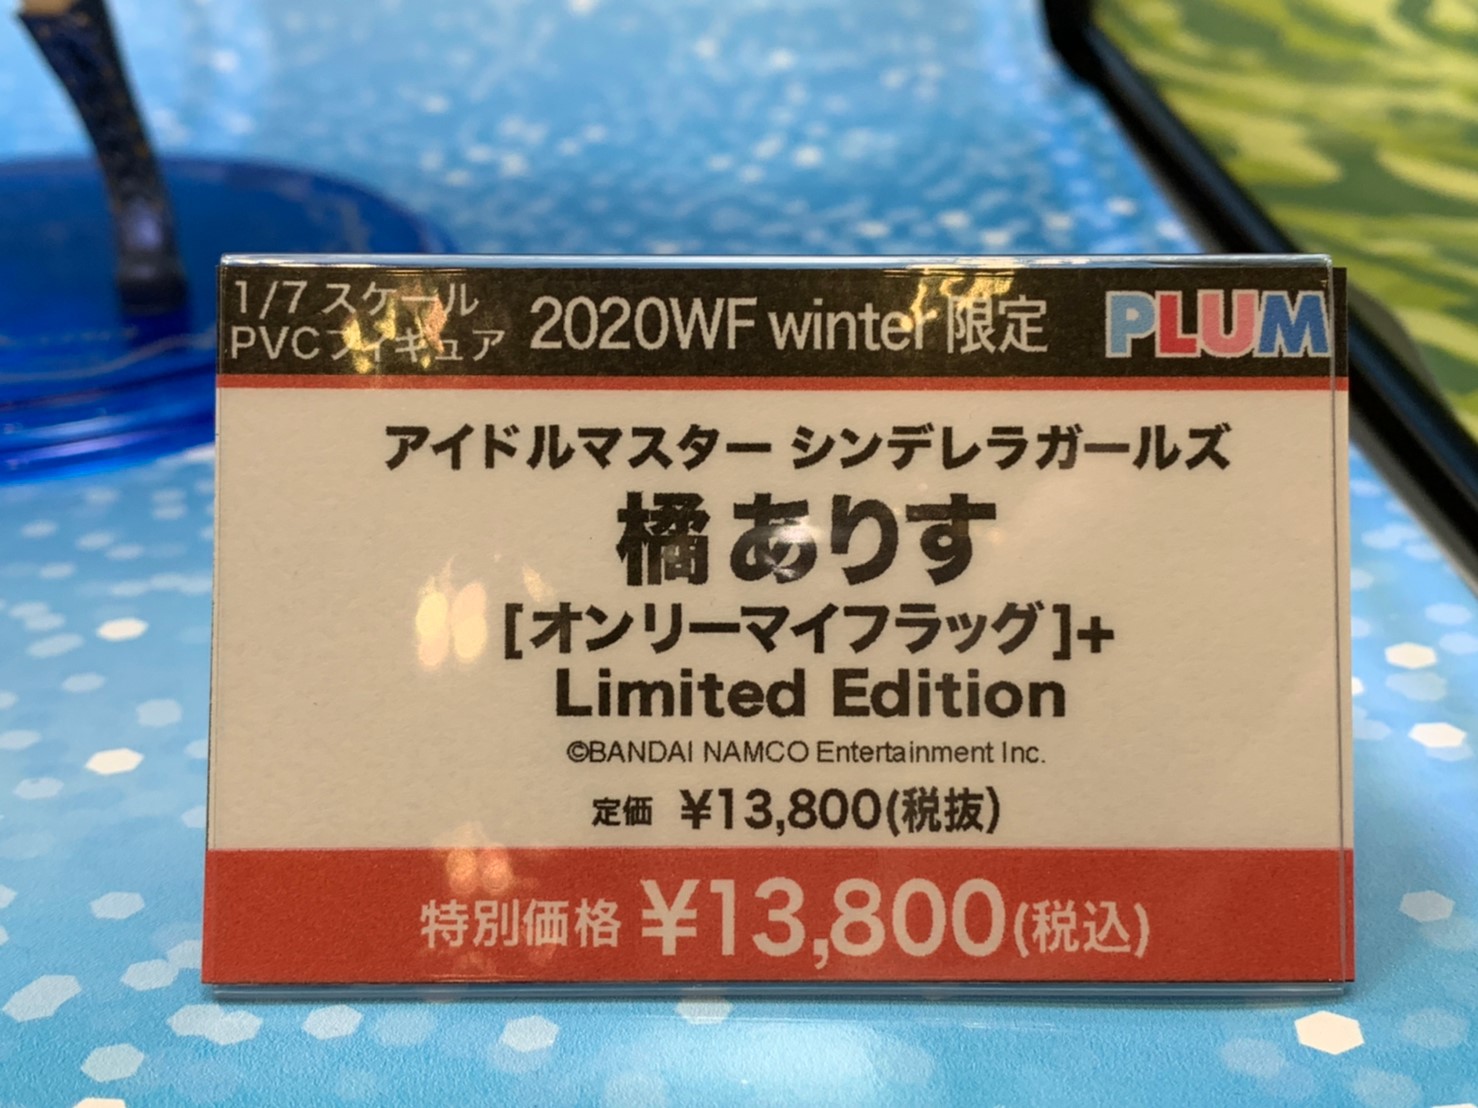 1/7 スケール
PVCフィギュア
2020WF winter 限定
PLUM
アイドルマスター シンデレラガールズ
橘ありす
[オンリーマイフラッグ]+
Limited Edition
©BANDAI NAMCO Entertainment Inc.
定価 ¥13,800(税抜)
特別価格 ¥13,800(税込)